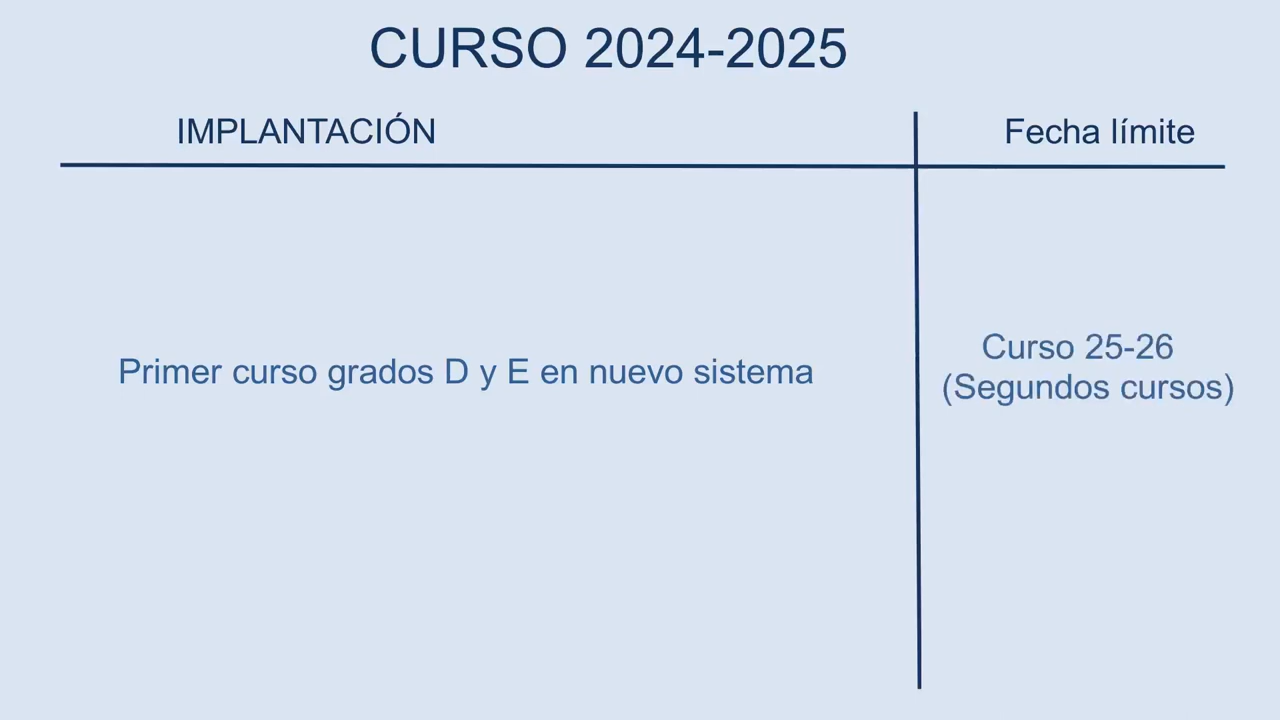 CURSO 2024-2025
IMPLANTACIÓN
Fecha límite
Primer curso grados D y E en nuevo sistema
Curso 25-26
(Segundos cursos)